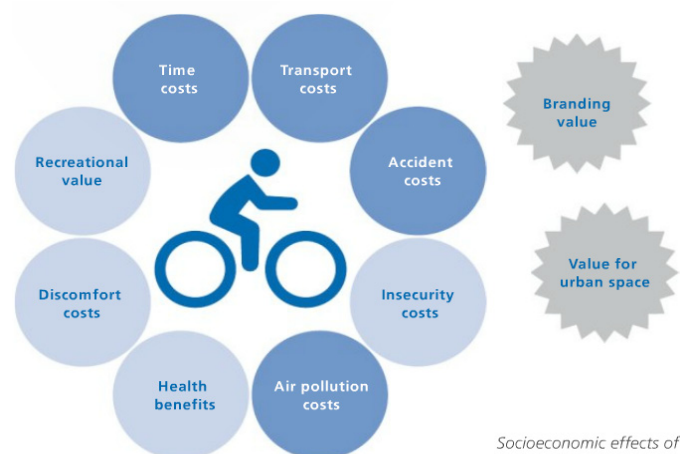 Time
costs
Transport
costs
Branding
value
Recreational
value
Accident
costs
Discomfort
costs
Insecurity
costs
Value for
urban space
Health
benefits
Air pollution
costs
Socioeconomic effects of